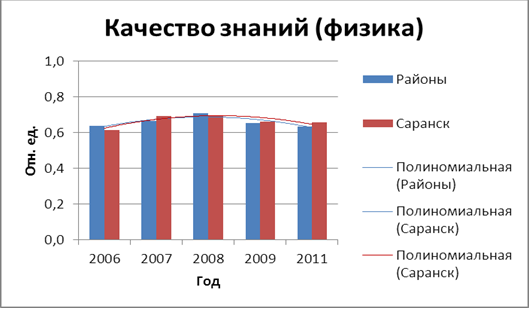 Качество знаний (физика)
1,0
0,8
0,6
0,4
0,2
0,0
Отн. ед.
2006 2007 2008 2009 2011
Год
Районы
Саранск
Полиномиальная
(Районы)
Полиномиальная
(Саранск)
Полиномиальная
(Саранск)